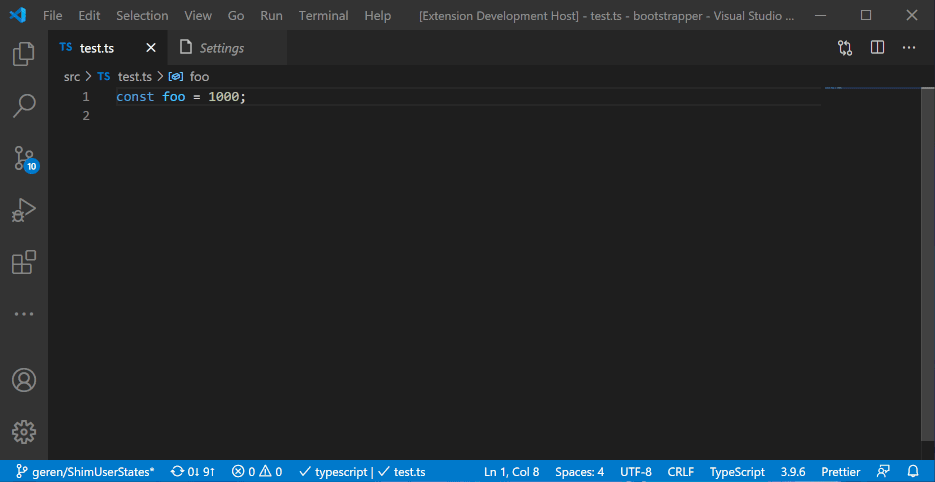 File Edit Selection View Go Run Terminal Help [Extension Development Host] - test.ts - bootstrapper - Visual Studio ...
TS test.ts Settings
src > TS test.ts > foo
1 const foo = 1000;
2
10
geren/ShimUserStates* 0↓ 9↑ 0 0 typescript | test.ts Ln 1, Col 8 Spaces: 4 UTF-8 CRLF TypeScript 3.9.6 Prettier